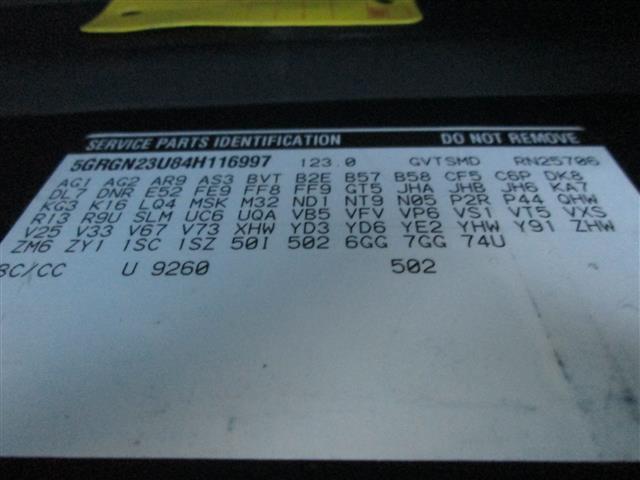 SERVICE PARTS IDENTIFICATION DO NOT REMOVE
5GRGN23U84H116997 123.0 GVTSMD RN25706
AG1 AG2 AR9 AS3 BVT B2E B57 B58 CF5 C6P DK8
DL7 DNR E52 FE9 FF8 FF9 GT5 JHA JHB JH6 KA7
KG3 K16 LQ4 MSK M32 ND1 NT9 N05 P2R P44 QHW
R13 R9U SLM UC6 UQA VB5 VFV VP6 VS1 VT5 VXS
V25 V33 V67 V73 XHW YD3 YD6 YE2 YHW Y91 ZHW
ZM6 ZY1 1SC 1SZ 50I 502 6GG 7GG 74U
BC/CC U 9260 502